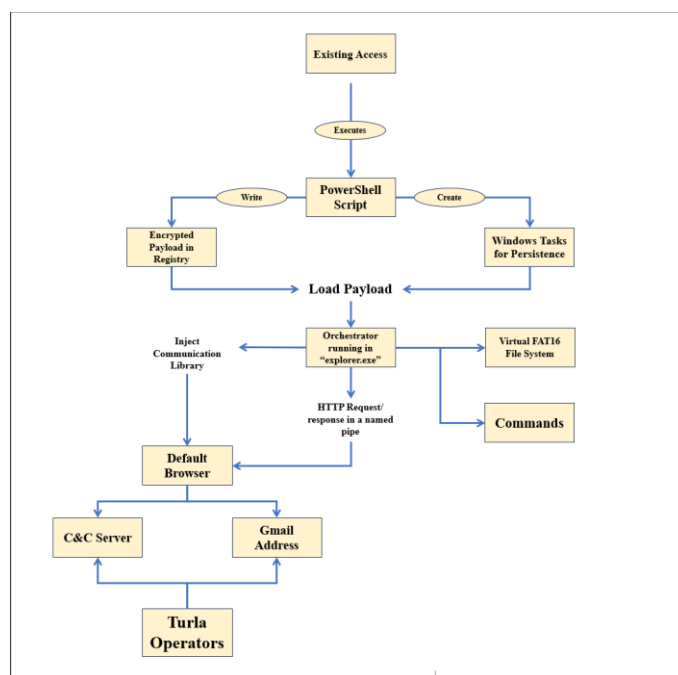 Existing Access
Executes
PowerShell
Script
Write
Create
Encrypted
Payload in
Registry
Windows Tasks
for Persistence
Load Payload
Inject
Communication
Library
Orchestrator
running in
“explorer.exe”
Virtual FAT16
File System
HTTP Request/
response in a named
pipe
Commands
Default
Browser
C&C Server
Gmail
Address
Turla
Operators